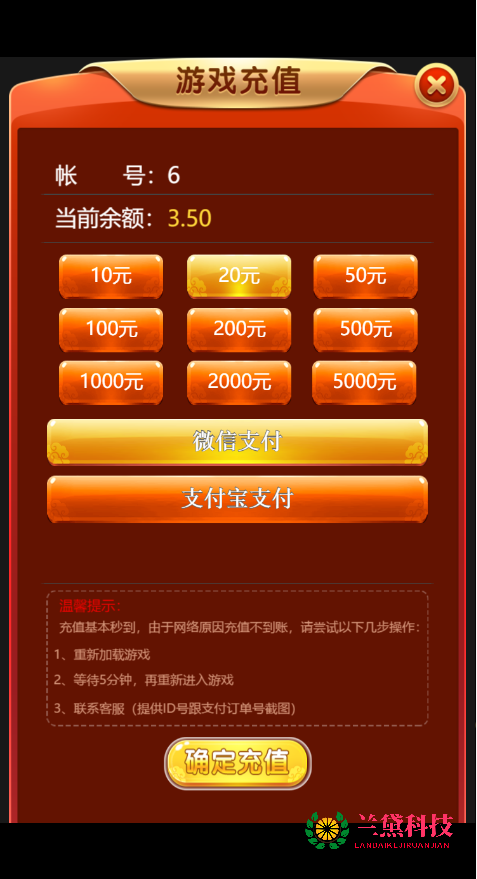 游戏充值
帐 号：6
当前余额：3.50
10元 20元 50元
100元 200元 500元
1000元 2000元 5000元
微信支付
支付宝支付
温馨提示：
充值基本秒到，由于网络原因充值不到账，请尝试以下几步操作：
1、重新加载游戏
2、等待5分钟，再重新进入游戏
3、联系客服（提供ID号跟支付订单号截图）
确定充值
兰黛科技
LANDAIKEJIRUANJIAN